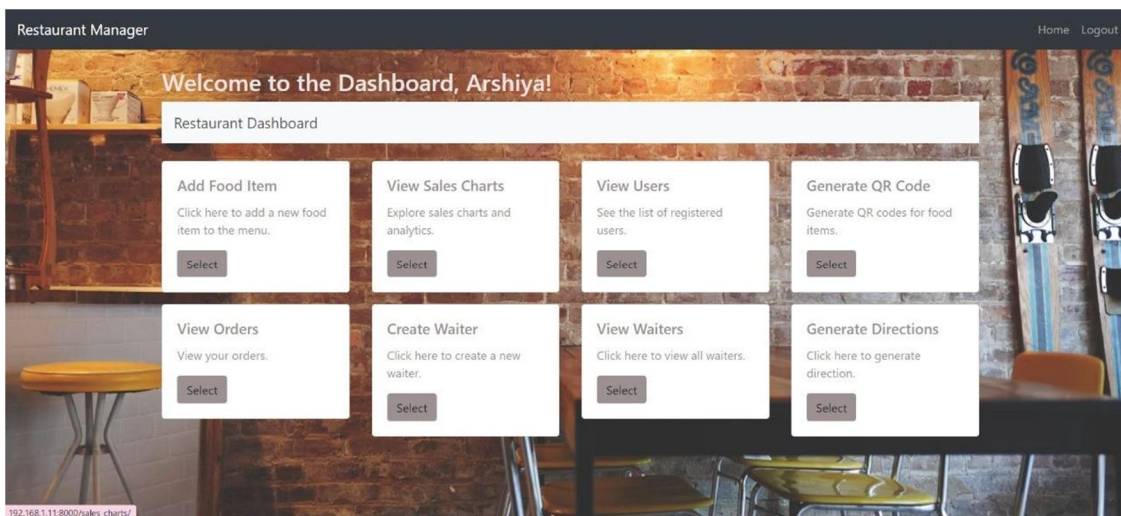 Restaurant Manager
Home Logout
Welcome to the Dashboard, Arshiya!
Restaurant Dashboard
Add Food Item
Click here to add a new food
item to the menu.
Select
View Sales Charts
Explore sales charts and
analytics.
Select
View Users
See the list of registered
users.
Select
Generate QR Code
Generate QR codes for food
items.
Select
View Orders
View your orders.
Select
Create Waiter
Click here to create a new
waiter.
Select
View Waiters
Click here to view all waiters.
Select
Generate Directions
Click here to generate
direction.
Select
192.168.1.11:8000/sales_charts/